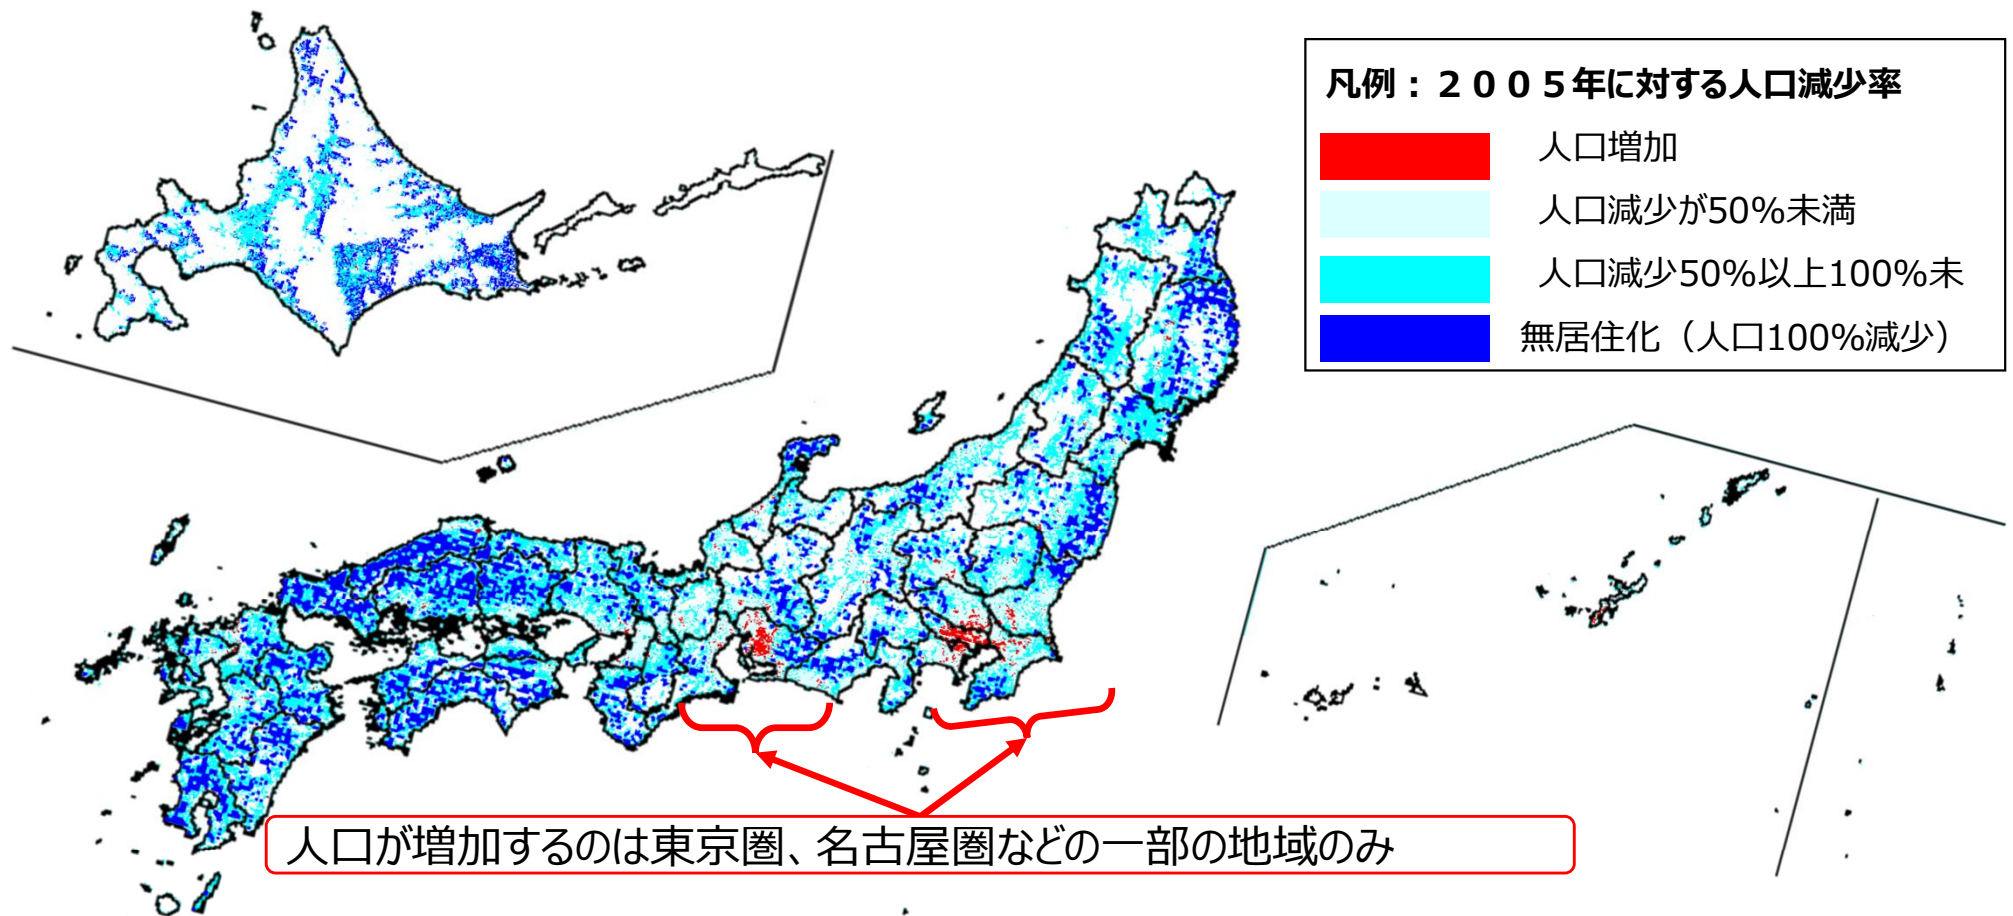 凡例：２００５年に対する人口減少率
人口増加
人口減少が50％未満
人口減少50％以上100％未
無居住化（人口100％減少）
人口が増加するのは東京圏、名古屋圏などの一部の地域のみ